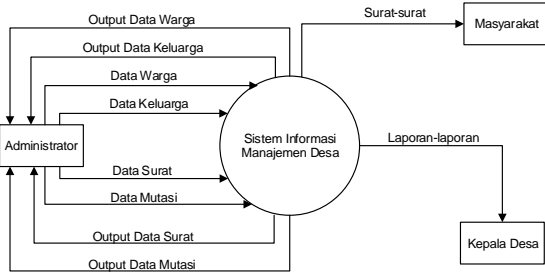 Output Data Warga
Surat-surat
Masyarakat
Output Data Keluarga
Data Warga
Data Keluarga
Administrator
Sistem Informasi
Manajemen Desa
Laporan-laporan
Data Surat
Data Mutasi
Output Data Surat
Kepala Desa
Output Data Mutasi